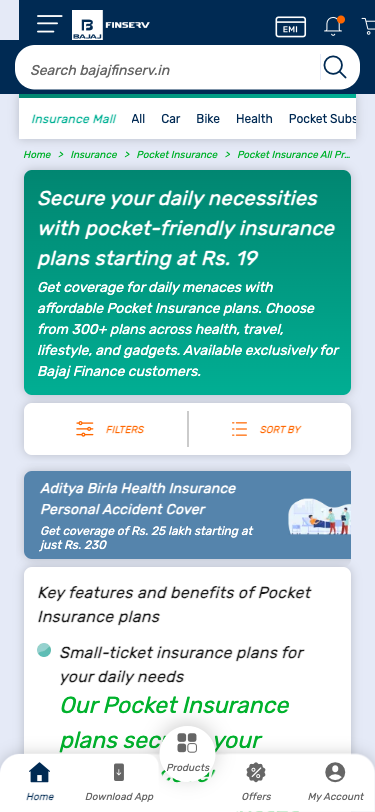 BAJAJ
FINSERV
EMI
Search bajajfinserv.in
Insurance Mall All Car Bike Health Pocket Subs
Home > Insurance > Pocket Insurance > Pocket Insurance All Pr...
Secure your daily necessities
with pocket-friendly insurance
plans starting at Rs. 19
Get coverage for daily menaces with
affordable Pocket Insurance plans. Choose
from 300+ plans across health, travel,
lifestyle, and gadgets. Available exclusively for
Bajaj Finance customers.
FILTERS SORT BY
Aditya Birla Health Insurance
Personal Accident Cover
Get coverage of Rs. 25 lakh starting at
just Rs. 230
Key features and benefits of Pocket
Insurance plans
Small-ticket insurance plans for
your daily needs
Our Pocket Insurance
plans secu your
Products
Home Download App Offers My Account